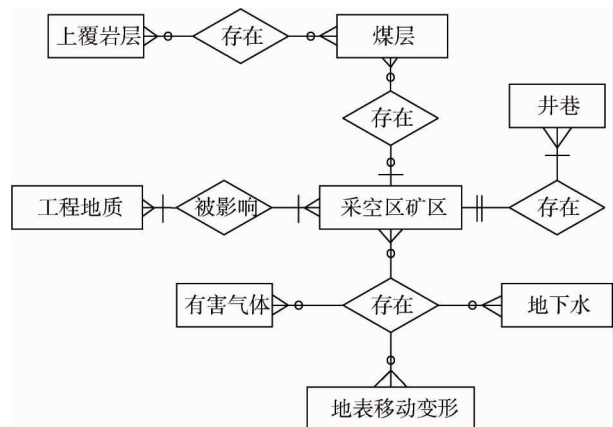 上覆岩层
存在
煤层
存在
井巷
工程地质
被影响
采空区矿区
存在
有害气体
存在
地下水
地表移动变形